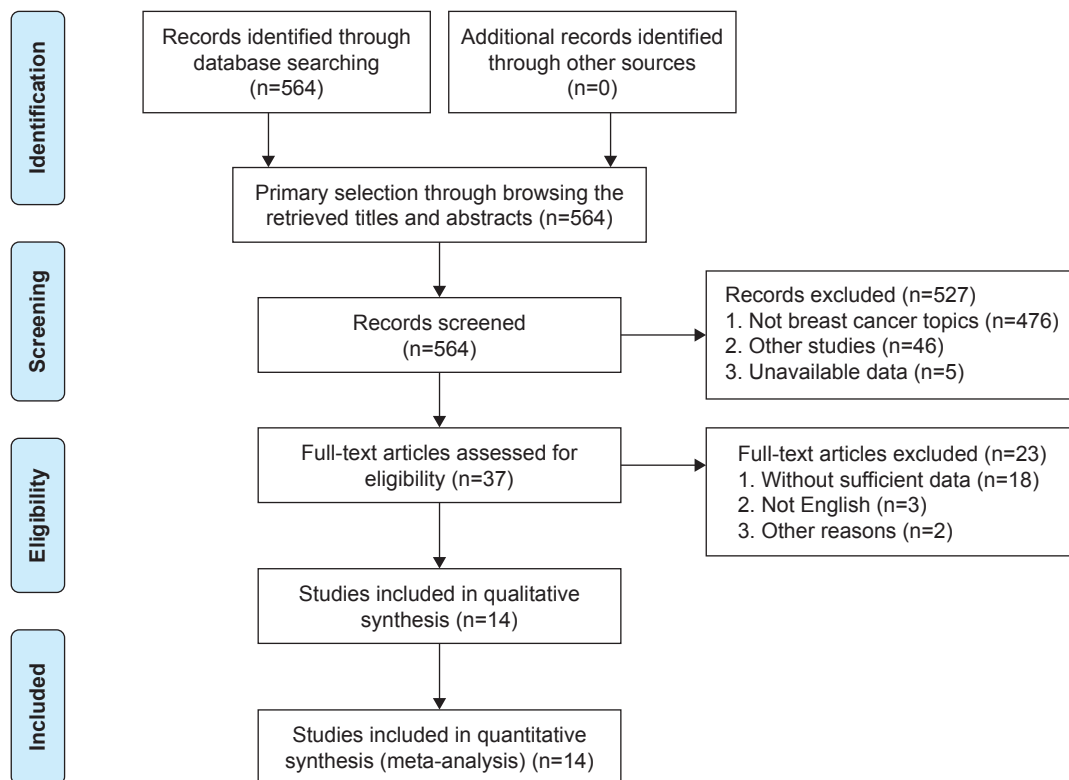 Identification
Records identified through
database searching
(n=564)
Additional records identified
through other sources
(n=0)
Primary selection through browsing the
retrieved titles and abstracts (n=564)
Screening
Records screened
(n=564)
Records excluded (n=527)
1. Not breast cancer topics (n=476)
2. Other studies (n=46)
3. Unavailable data (n=5)
Eligibility
Full-text articles assessed for
eligibility (n=37)
Full-text articles excluded (n=23)
1. Without sufficient data (n=18)
2. Not English (n=3)
3. Other reasons (n=2)
Studies included in qualitative
synthesis (n=14)
Included
Studies included in quantitative
synthesis (meta-analysis) (n=14)